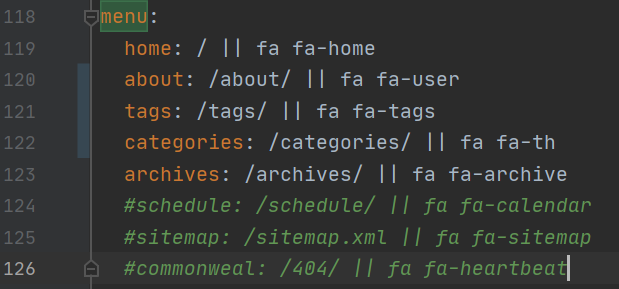 118 menu:
119 home: / || fa fa-home
120 about: /about/ || fa fa-user
121 tags: /tags/ || fa fa-tags
122 categories: /categories/ || fa fa-th
123 archives: /archives/ || fa fa-archive
124 #schedule: /schedule/ || fa fa-calendar
125 #sitemap: /sitemap.xml || fa fa-sitemap
126 #commonweal: /404/ || fa fa-heartbeat